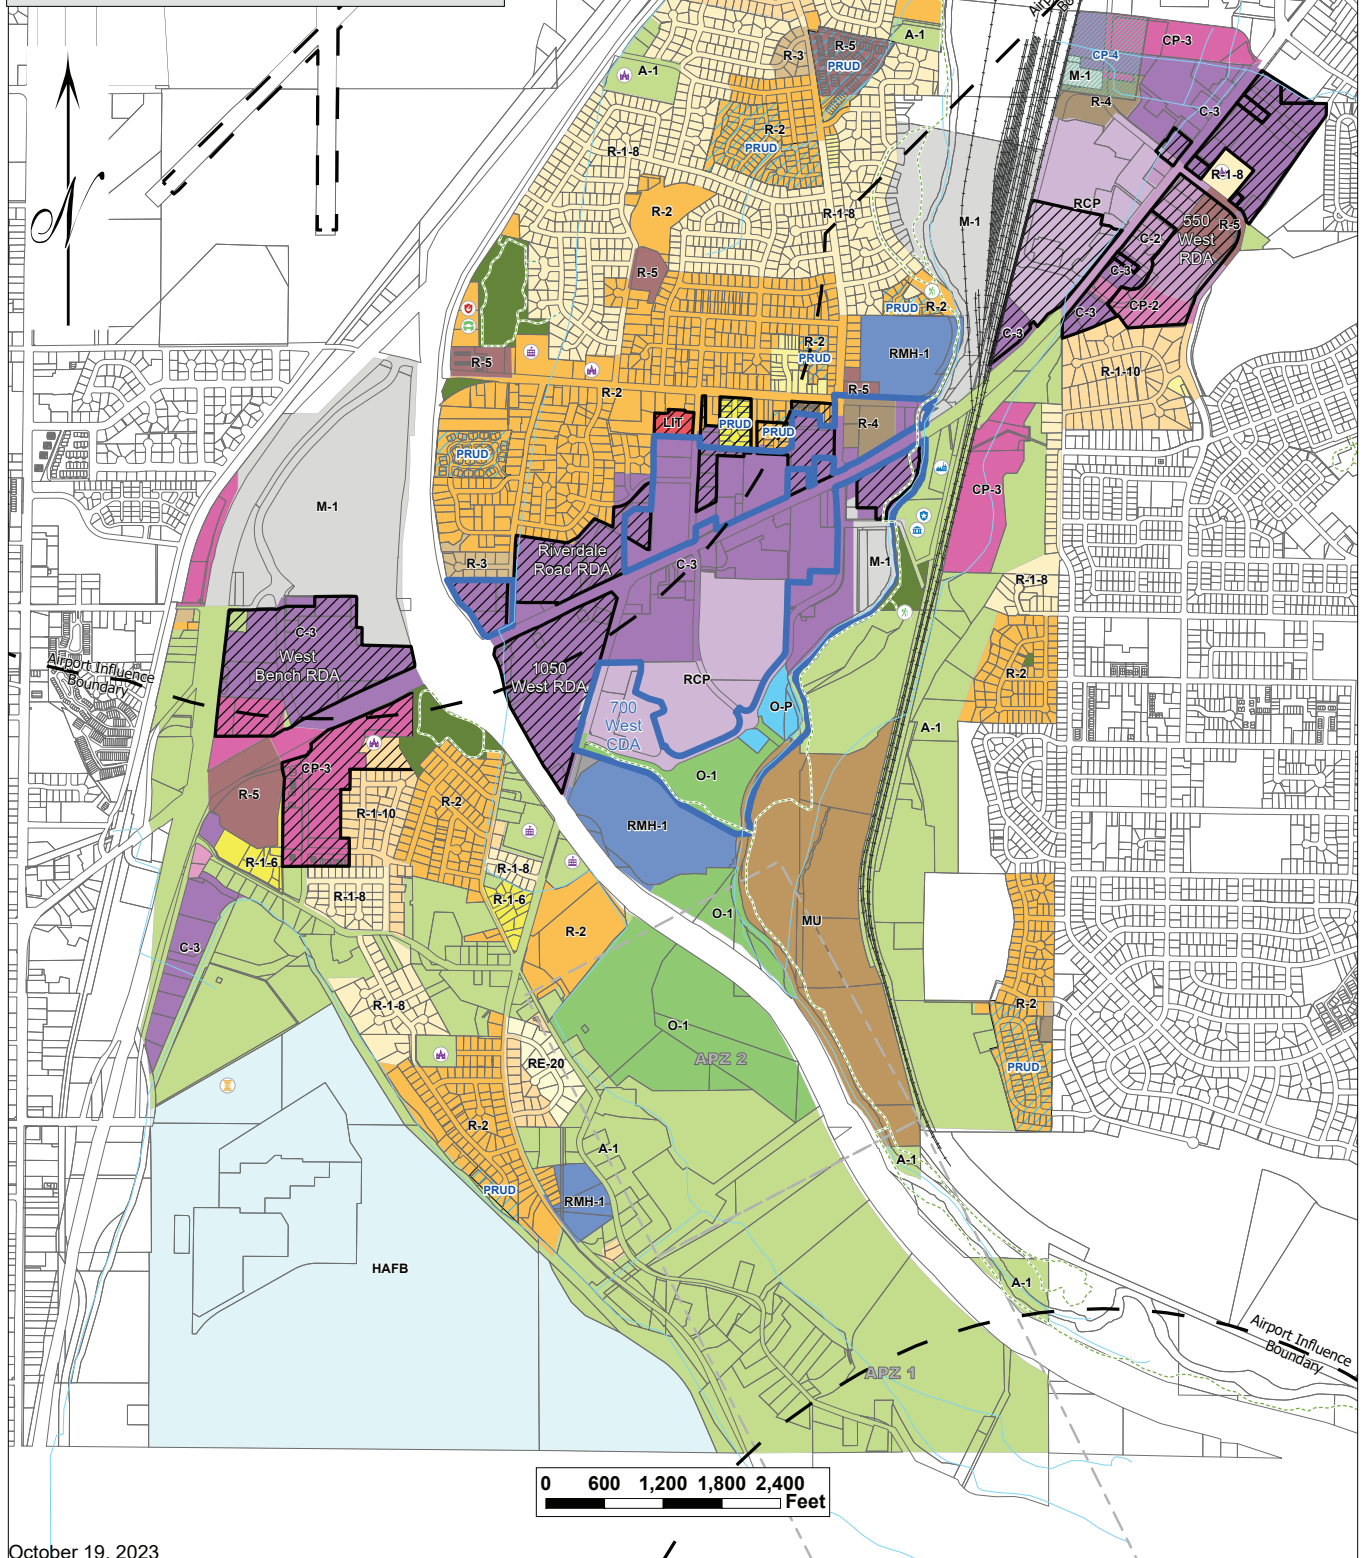 Airp
Bo
CP-3
CP-4
M-1
R-4
C-3
R-3
R-5
PRUD
A-1
A-1
R-2
PRUD
R-1-8
R-1-8
RCP
R-1-8
R-2
M-1
550
West
RDA
R-5
C-2
C-3
CP-2
C-3
C-3
R-5
PRUD
R-2
RMH-1
R-2
PRUD
R-1-10
R-5
R-2
R-5
LIT
PRUD
PRUD
R-4
PRUD
CP-3
M-1
Riverdale
Road RDA
R-3
C-3
M-1
R-1-8
C-3
West
Bench RDA
Airport Influence
Boundary
1050
West RDA
RCP
700
West
CDA
O-P
R-2
A-1
CP-3
R-5
R-1-10
R-2
O-1
RMH-1
R-1-6
R-1-8
R-1-8
R-1-6
O-1
MU
R-2
C-3
R-1-8
O-1
APZ 2
R-2
PRUD
RE-20
R-2
A-1
A-1
PRUD
RMH-1
HAFB
A-1
Airport Influence
Boundary
APZ 1
0 600 1,200 1,800 2,400
Feet
October 19, 2023